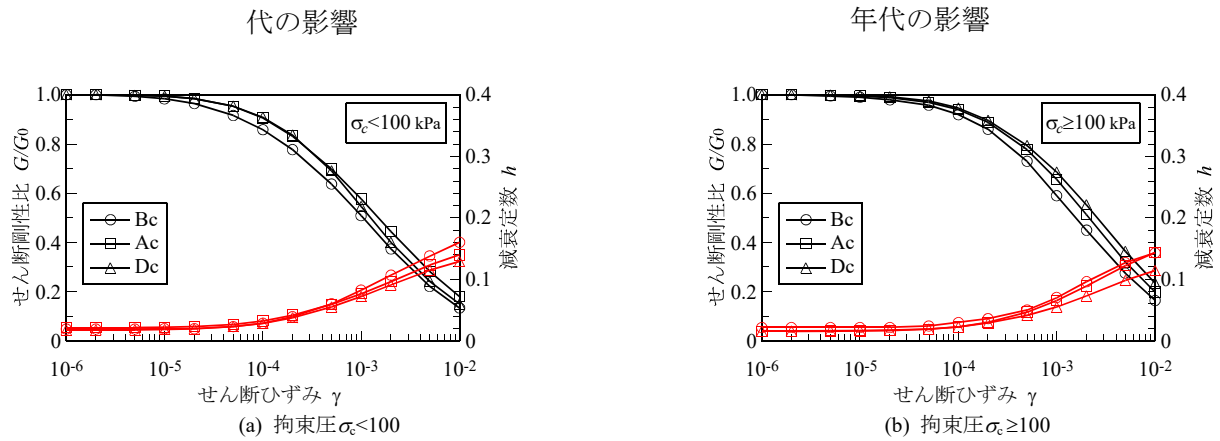 代の影響
σc<100 kPa
せん断剛性比 G/G0
1.0
0.8
0.6
0.4
0.2
0
0.4
0.3
0.2
0.1
0
減衰定数 h
Bc
Ac
Dc
10-6 10-5 10-4 10-3 10-2
せん断ひずみ γ
(a) 拘束圧σc<100
年代の影響
σc≥100 kPa
せん断剛性比 G/G0
1.0
0.8
0.6
0.4
0.2
0
0.4
0.3
0.2
0.1
0
減衰定数 h
Bc
Ac
Dc
10-6 10-5 10-4 10-3 10-2
せん断ひずみ γ
(b) 拘束圧σc≥100